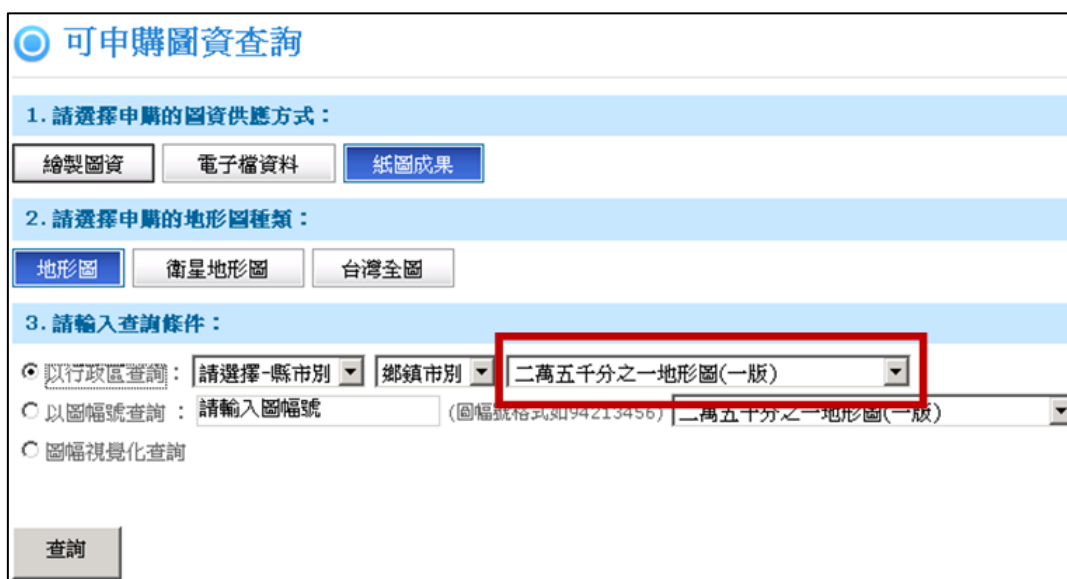 可申購圖資查詢
1.請選擇申購的圖資供應方式：
繪製圖資 電子檔資料 紙圖成果
2.請選擇申購的地形圖種類：
地形圖 衛星地形圖 台灣全圖
3.請輸入查詢條件：
以行政區查詢： 請選擇-縣市別 鄉鎮市別 二萬五千分之一地形圖(一版)
以圖幅號查詢： 請輸入圖幅號 (圖幅號格式如94213456) 二萬五千分之一地形圖(一版)
圖幅視覺化查詢
查詢